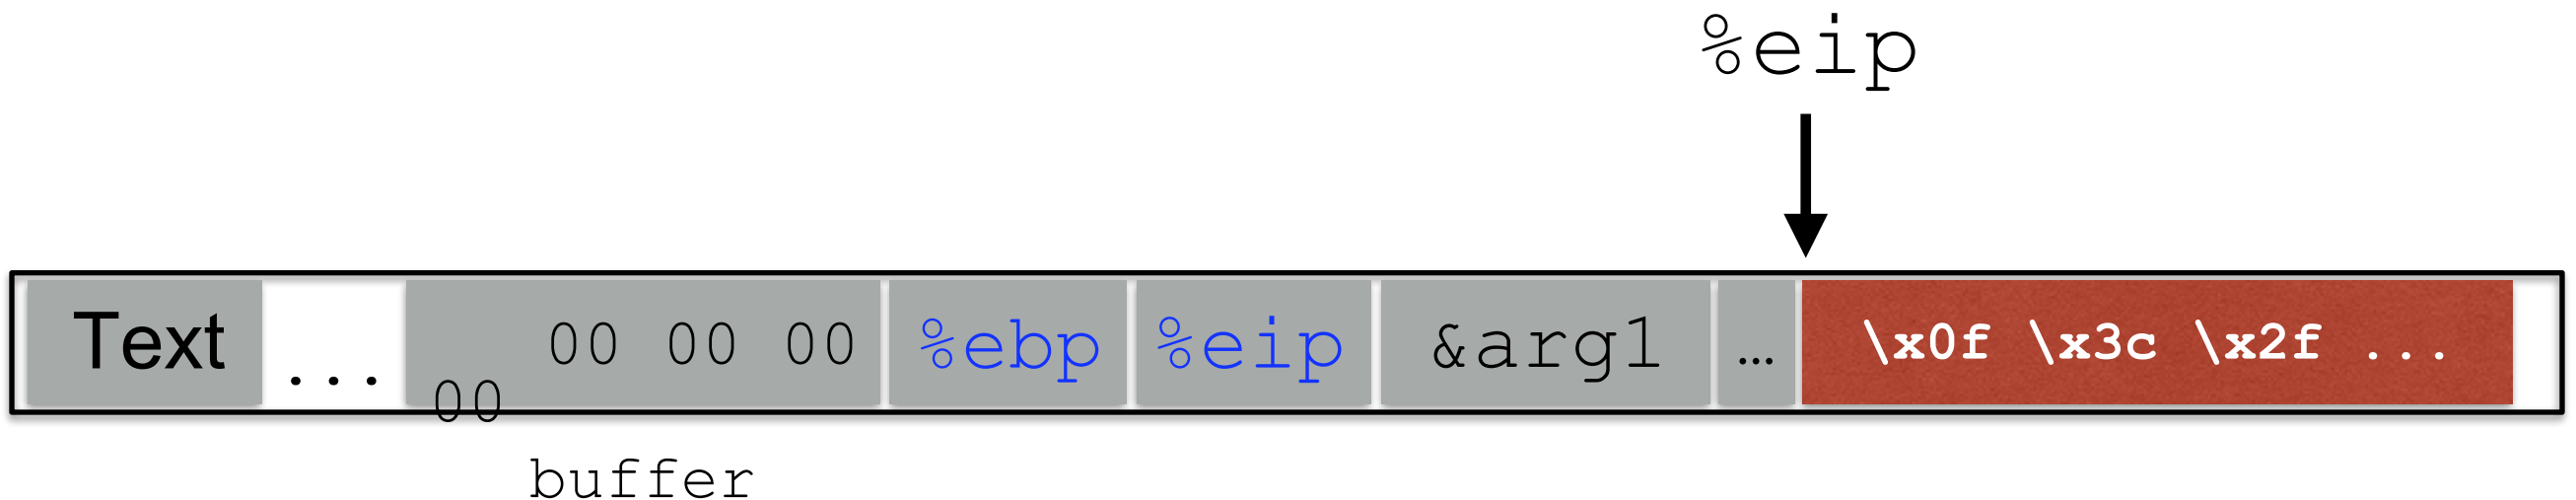 %eip
Text ... 00 00 00 %ebp %eip &arg1 ... \x0f \x3c \x2f ...
00
buffer